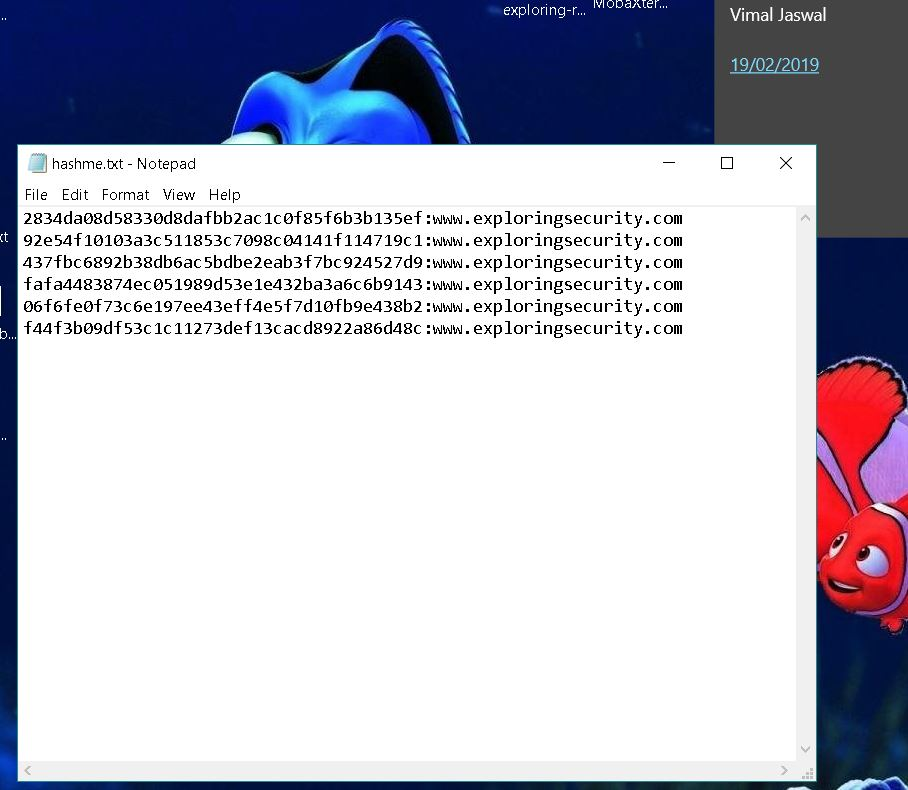 exploring-r... MobaXter...
Vimal Jaswal
19/02/2019
hashme.txt - Notepad
File Edit Format View Help
2834da08d58330d8dafbb2ac1c0f85f6b3b135ef:www.exploringsecurity.com
92e54f10103a3c511853c7098c04141f114719c1:www.exploringsecurity.com
437fbc6892b38db6ac5bdbe2eab3f7bc924527d9:www.exploringsecurity.com
fafa4483874ec051989d53e1e432ba3a6c6b9143:www.exploringsecurity.com
06f6fe0f73c6e197ee43eff4e5f7d10fb9e438b2:www.exploringsecurity.com
f44f3b09df53c1c11273def13cacd8922a86d48c:www.exploringsecurity.com